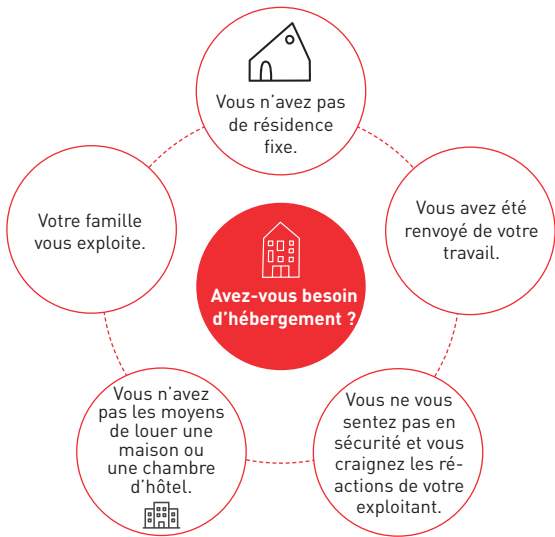 Vous n'avez pas
de résidence
fixe.
Votre famille
vous exploite.
Vous avez été
renvoyé de votre
travail.
Avez-vous besoin
d'hébergement ?
Vous n'avez
pas les moyens
de louer une
maison ou
une chambre
d'hôtel.
Vous ne vous
sentez pas en
sécurité et vous
craignez les ré-
actions de votre
exploitant.